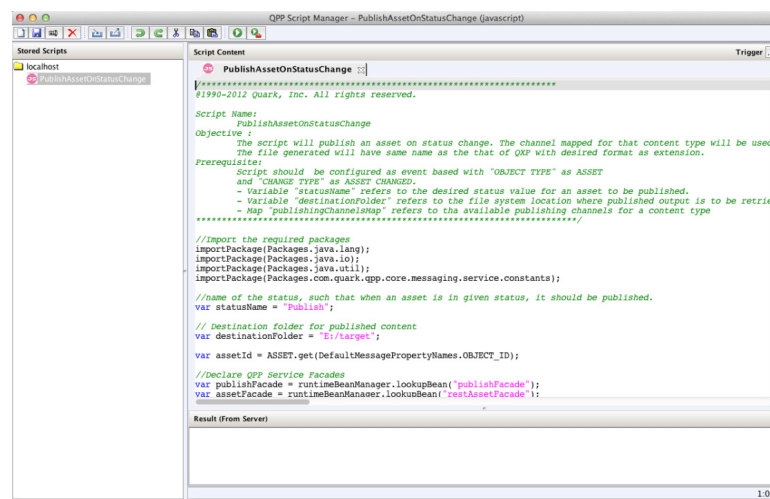 QPP Script Manager – PublishAssetOnStatusChange (javascript)
Stored Scripts
Script Content
Trigger
localhost
PublishAssetOnStatusChange
PublishAssetOnStatusChange
/*********************************************************************
@1990-2012 Quark, Inc. All rights reserved.
Script Name:
PublishAssetOnStatusChange
Objective :
The script will publish an asset on status change. The channel mapped for that content type will be used
The file generated will have same name as the that of QXP with desired format as extension.
Prerequisite:
Script should  be configured as event based with "OBJECT TYPE" as ASSET
and "CHANGE TYPE" as ASSET CHANGED.
- Variable "statusName" refers to the desired status value for an asset to be published.
- Variable "destinationFolder" refers to the file system location where published output is to be retrie
- Map "publishingChannelsMap" refers to tha available publishing channels for a content type
**************************************************************************/
//Import the required packages
importPackage(Packages.java.lang);
importPackage(Packages.java.io);
importPackage(Packages.java.util);
importPackage(Packages.com.quark.qpp.core.messaging.service.constants);
//name of the status, such that when an asset is in given status, it should be published.
var statusName = "Publish";
// Destination folder for published content
var destinationFolder = "E:/target";
var assetId = ASSET.get(DefaultMessagePropertyNames.OBJECT_ID);
//Declare QPP Service Facades
var publishFacade = runtimeBeanManager.lookupBean("publishFacade");
var assetFacade = runtimeBeanManager.lookupBean("restAssetFacade");
Result (From Server)
1:0